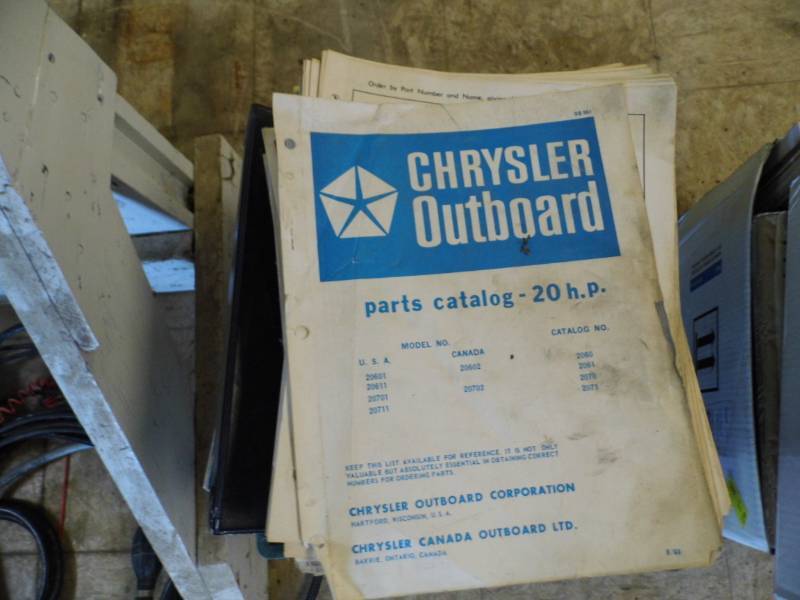 Order by Part Number and Name,
CHRYSLER
Outboard
parts catalog - 20 h.p.
MODEL NO. CATALOG NO.
U. S. A. CANADA
20601 20602 2060
20611 2061
20701 20702 2070
20711 2071
KEEP THIS LIST AVAILABLE FOR REFERENCE. IT IS NOT ONLY
VALUABLE BUT ABSOLUTELY ESSENTIAL IN OBTAINING CORRECT
NUMBERS FOR ORDERING PARTS.
CHRYSLER OUTBOARD CORPORATION
HARTFORD, WISCONSIN, U. S. A.
CHRYSLER CANADA OUTBOARD LTD.
BARRIE, ONTARIO, CANADA